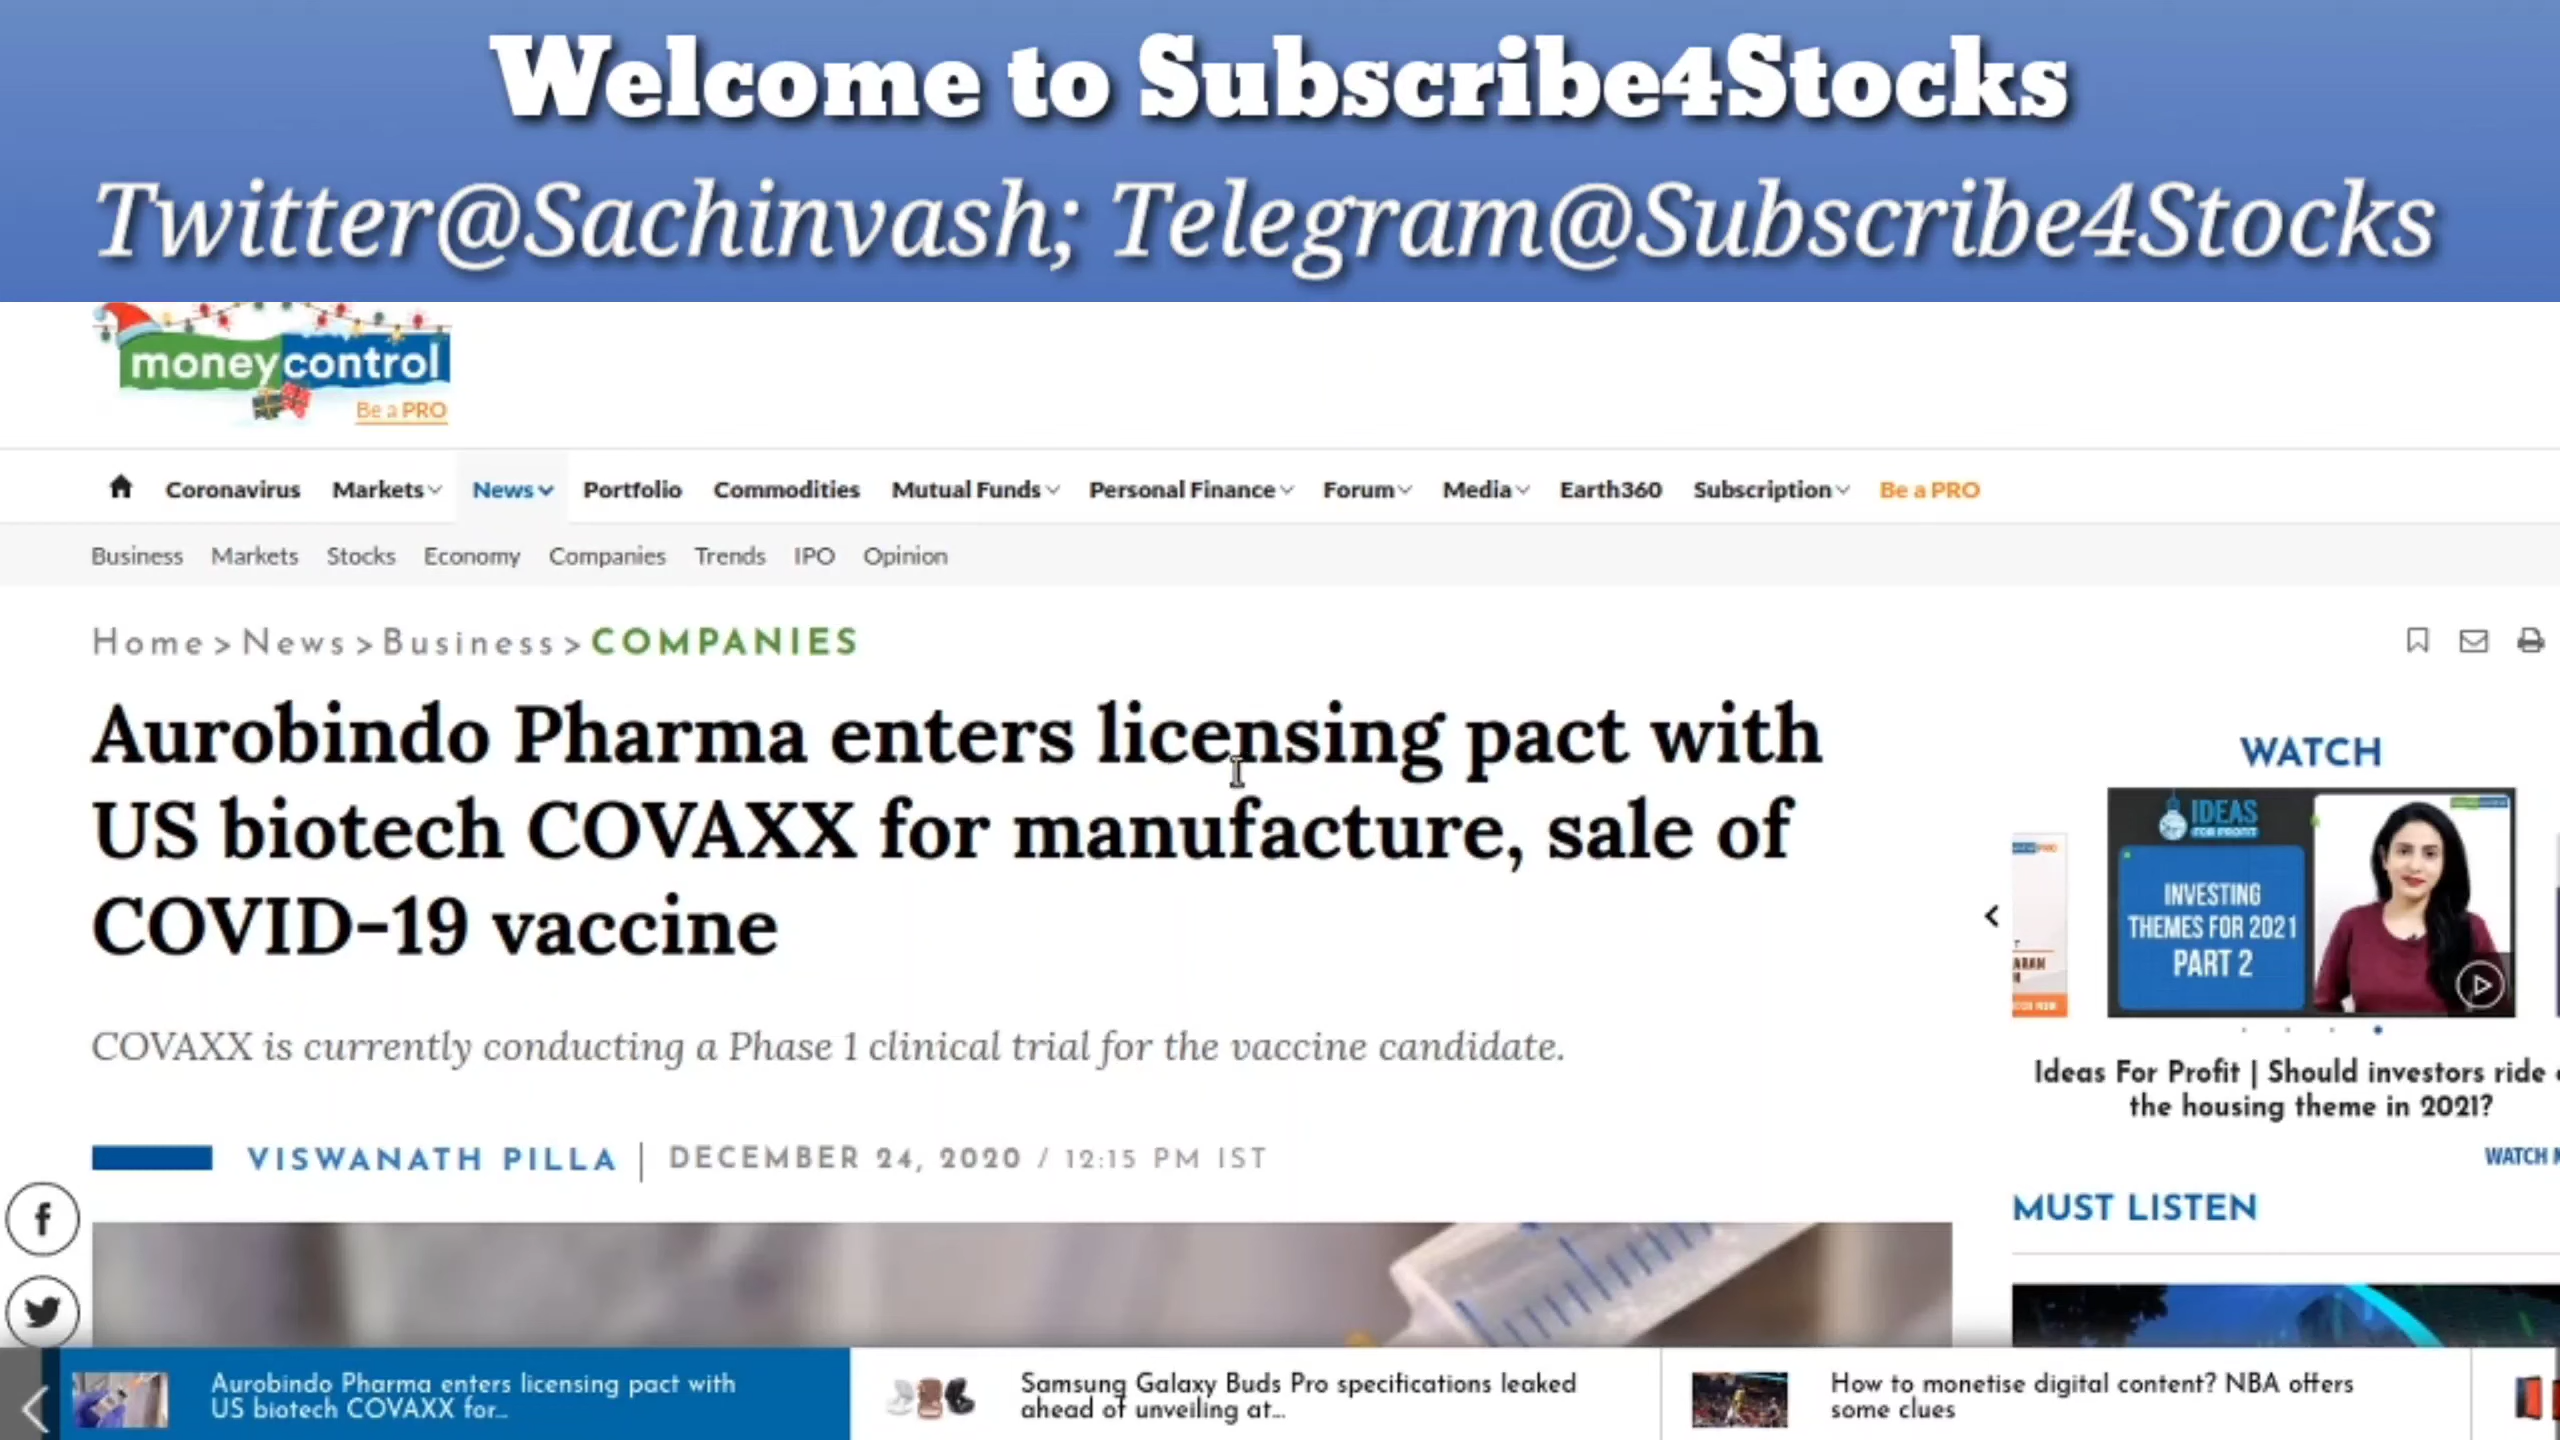 Welcome to Subscribe4Stocks
Twitter@Sachinvash; Telegram@Subscribe4Stocks
moneycontrol
Be a PRO
Coronavirus Markets News Portfolio Commodities Mutual Funds Personal Finance Forum Media Earth360 Subscription Be a PRO
Business Markets Stocks Economy Companies Trends IPO Opinion
Home > News > Business > COMPANIES
Aurobindo Pharma enters licensing pact with
US biotech COVAXX for manufacture, sale of
COVID-19 vaccine
COVAXX is currently conducting a Phase 1 clinical trial for the vaccine candidate.
VISWANATH PILLA | DECEMBER 24, 2020 / 12:15 PM IST
WATCH
IDEAS
FOR PROFIT
INVESTING
THEMES FOR 2021
PART 2
Ideas For Profit | Should investors ride
the housing theme in 2021?
WATCH
MUST LISTEN
Aurobindo Pharma enters licensing pact with
US biotech COVAXX for...
Samsung Galaxy Buds Pro specifications leaked
ahead of unveiling at...
How to monetise digital content? NBA offers
some clues